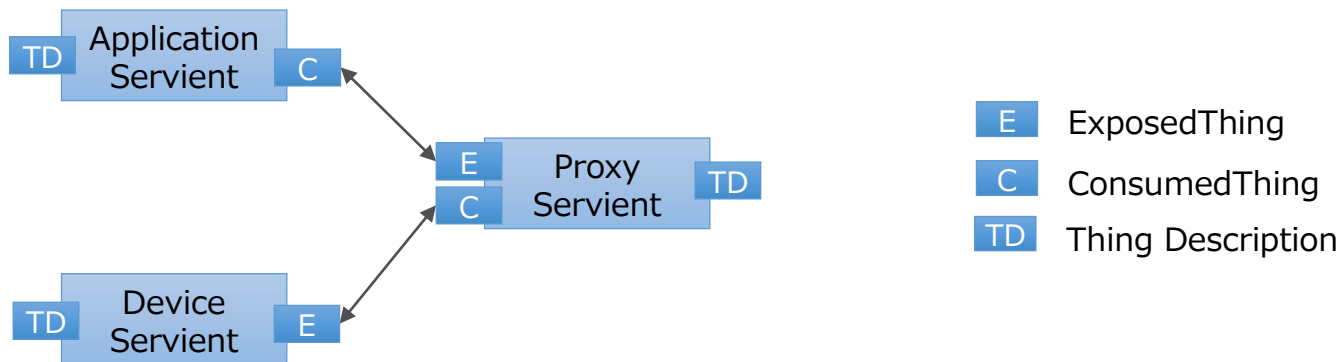 Application
Servient
TD
C
E
Proxy
Servient
TD
C
Device
Servient
TD
E
E ExposedThing
C ConsumedThing
TD Thing Description